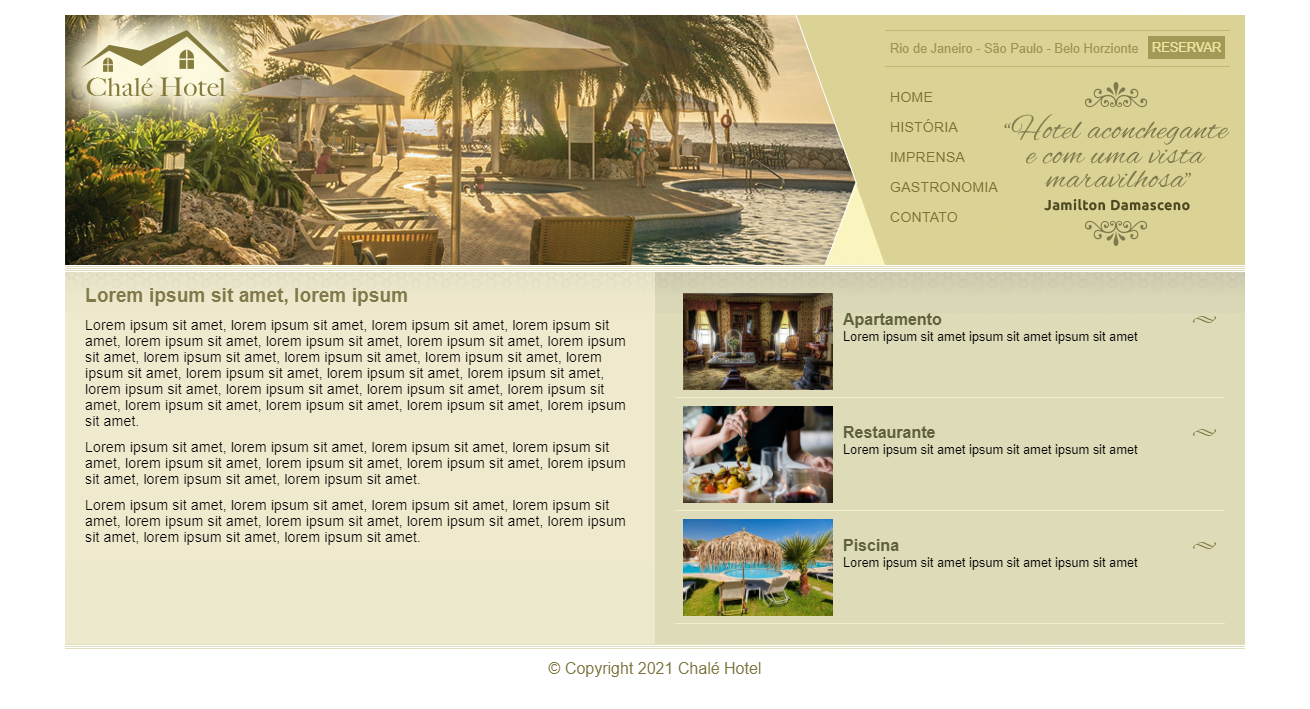 Chalé Hotel
Rio de Janeiro - São Paulo - Belo Horzionte
RESERVAR
HOME
HISTÓRIA
IMPRENSA
GASTRONOMIA
CONTATO
“Hotel aconchegante
e com uma vista
maravilhosa”
Jamilton Damasceno
Lorem ipsum sit amet, lorem ipsum
Lorem ipsum sit amet, lorem ipsum sit amet, lorem ipsum sit amet, lorem ipsum sit
amet, lorem ipsum sit amet, lorem ipsum sit amet, lorem ipsum sit amet, lorem ipsum
sit amet, lorem ipsum sit amet, lorem ipsum sit amet, lorem ipsum sit amet, lorem
ipsum sit amet, lorem ipsum sit amet, lorem ipsum sit amet, lorem ipsum sit amet,
lorem ipsum sit amet, lorem ipsum sit amet, lorem ipsum sit amet, lorem ipsum sit
amet, lorem ipsum sit amet, lorem ipsum sit amet, lorem ipsum sit amet, lorem ipsum
sit amet.
Lorem ipsum sit amet, lorem ipsum sit amet, lorem ipsum sit amet, lorem ipsum sit
amet, lorem ipsum sit amet, lorem ipsum sit amet, lorem ipsum sit amet, lorem ipsum
sit amet, lorem ipsum sit amet, lorem ipsum sit amet.
Lorem ipsum sit amet, lorem ipsum sit amet, lorem ipsum sit amet, lorem ipsum sit
amet, lorem ipsum sit amet, lorem ipsum sit amet, lorem ipsum sit amet, lorem ipsum
sit amet, lorem ipsum sit amet, lorem ipsum sit amet.
Apartamento
Lorem ipsum sit amet ipsum sit amet ipsum sit amet
Restaurante
Lorem ipsum sit amet ipsum sit amet ipsum sit amet
Piscina
Lorem ipsum sit amet ipsum sit amet ipsum sit amet
© Copyright 2021 Chalé Hotel